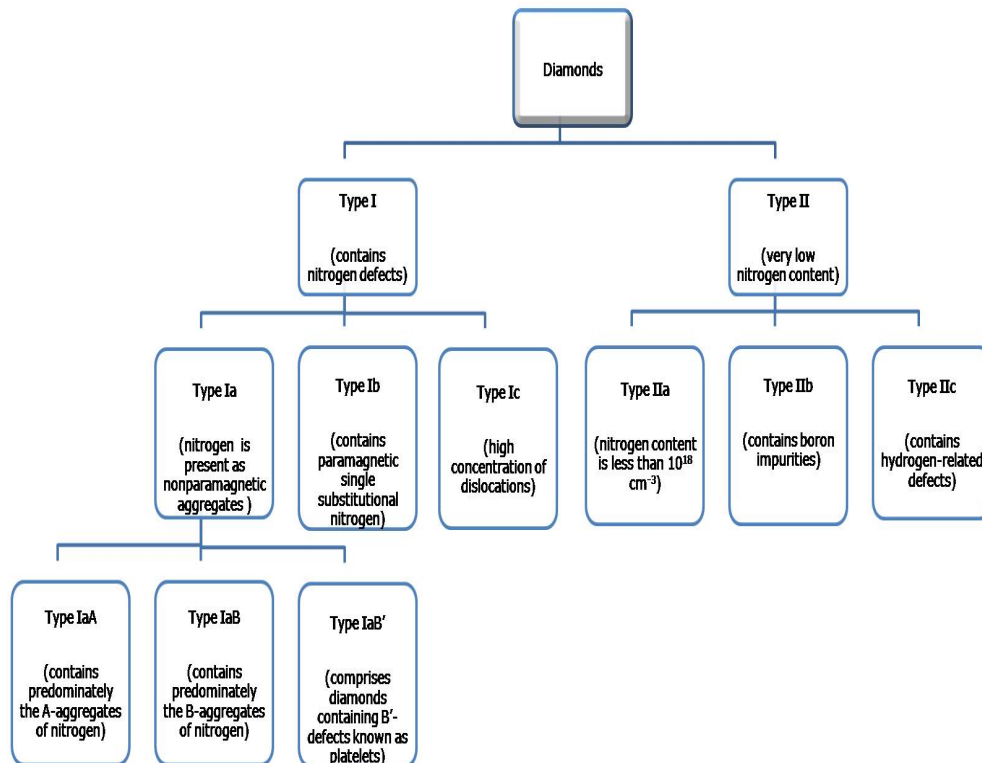 Diamonds
Type I
(contains
nitrogen defects)
Type II
(very low
nitrogen content)
Type Ia
(nitrogen is
present as
nonparamagnetic
aggregates )
Type Ib
(contains
paramagnetic
single
substitutional
nitrogen)
Type Ic
(high
concentration of
dislocations)
Type IIa
(nitrogen content
is less than 10¹⁸
cm⁻³)
Type IIb
(contains boron
impurities)
Type IIc
(contains
hydrogen-related
defects)
Type IaA
(contains
predominately
the A-aggregates
of nitrogen)
Type IaB
(contains
predominately
the B-aggregates
of nitrogen)
Type IaB′
(comprises
diamonds
containing B′-
defects known as
platelets)